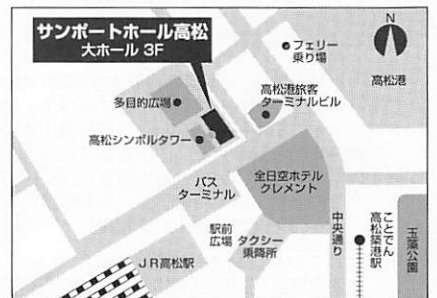 サンポートホール高松
大ホール 3F
N
フェリー
乗り場
高松港
高松港旅客
ターミナルビル
多目的広場
高松シンボルタワー
バス
ターミナル
全日空ホテル
クレメント
駅前
広場
タクシー
乗降所
中央通り
ことでん
高松築港駅
玉藻公園
JR高松駅